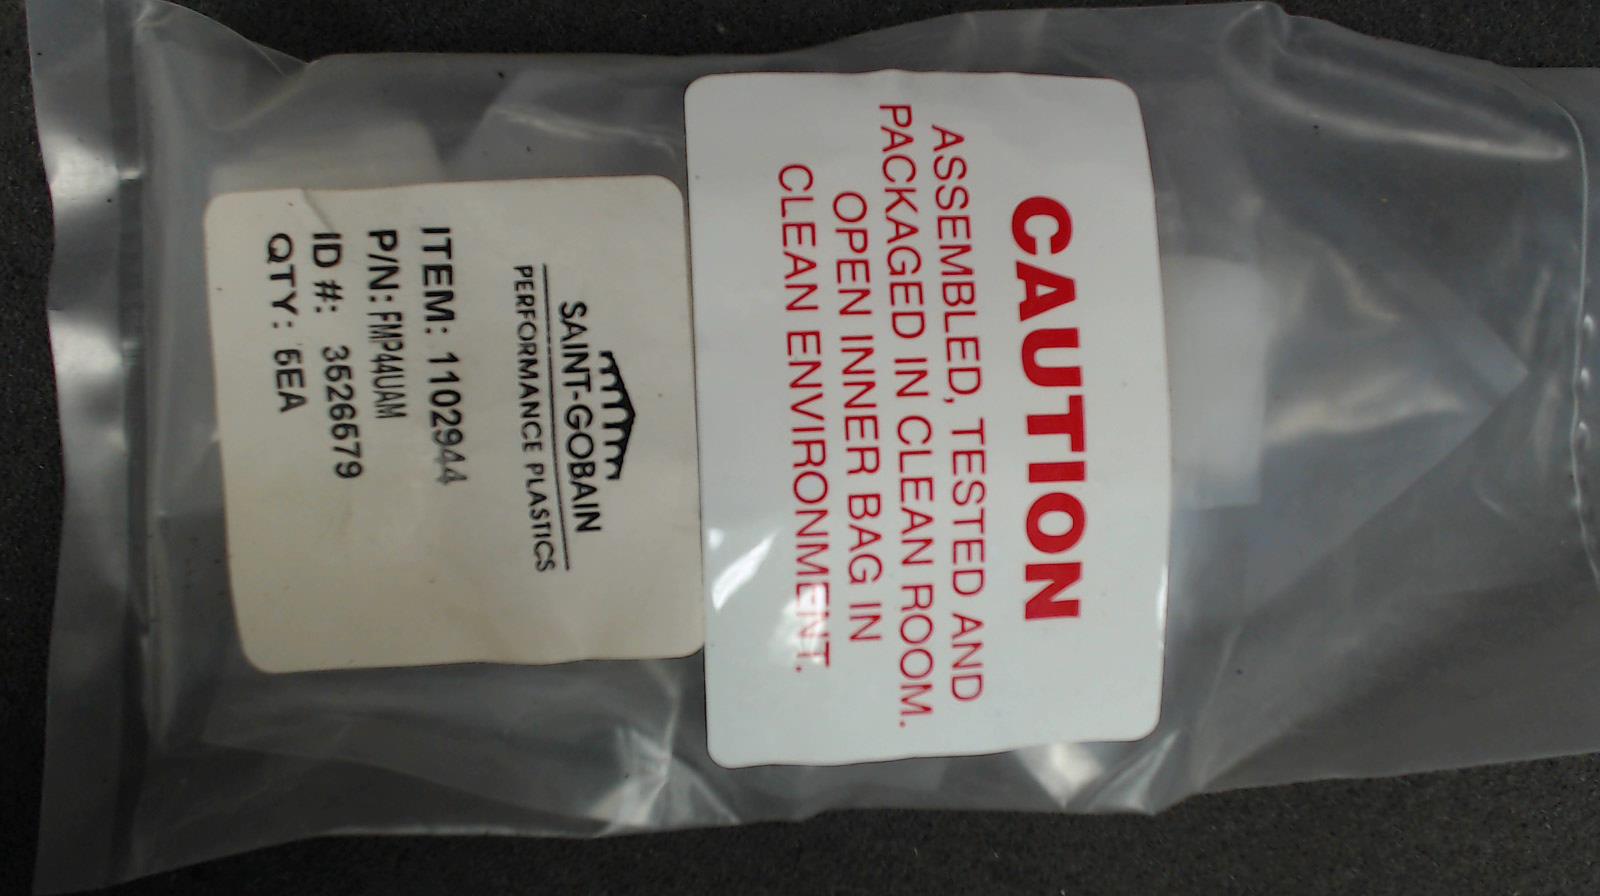 CAUTION
ASSEMBLED, TESTED AND
PACKAGED IN CLEAN ROOM.
OPEN INNER BAG IN
CLEAN ENVIRONMENT.
SAINT-GOBAIN
PERFORMANCE PLASTICS
ITEM: 1102944
P/N: FMP44UAM
ID #: 3526679
QTY: 5EA